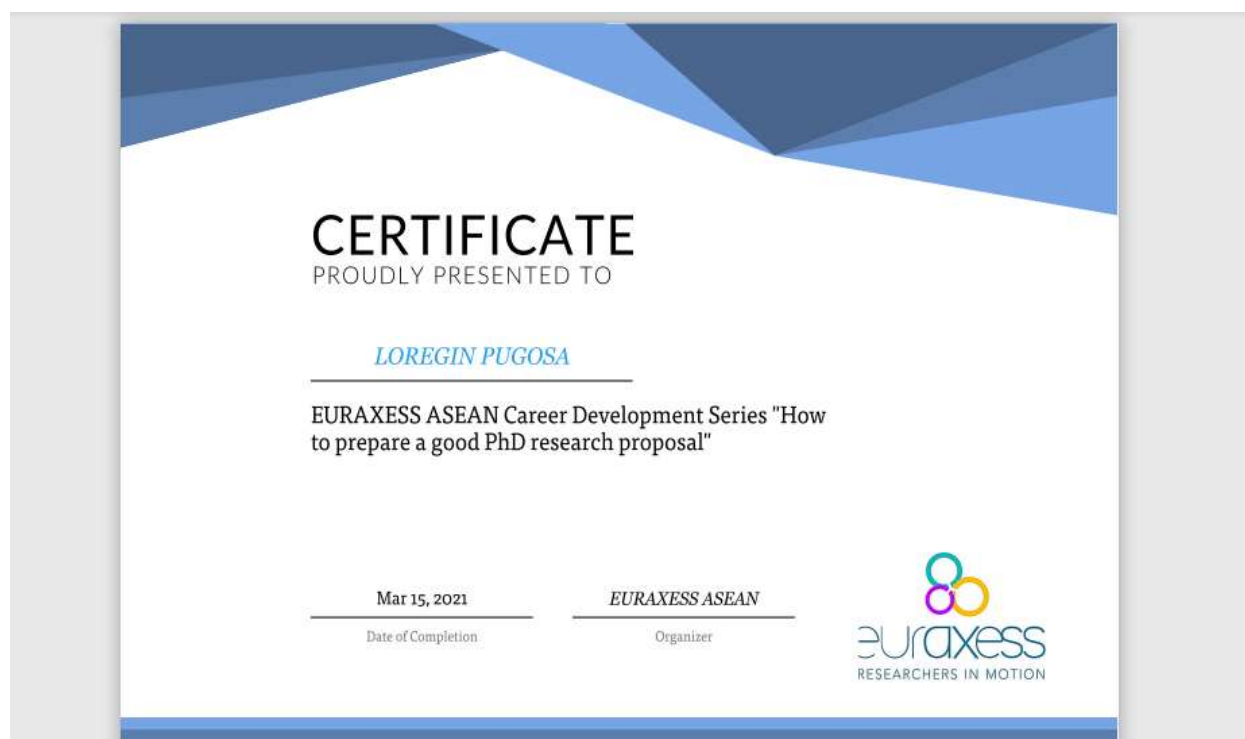 CERTIFICATE
PROUDLY PRESENTED TO
LOREGIN PUGOSA
EURAXESS ASEAN Career Development Series "How
to prepare a good PhD research proposal"
Mar 15, 2021
Date of Completion
EURAXESS ASEAN
Organizer
euraxess
RESEARCHERS IN MOTION